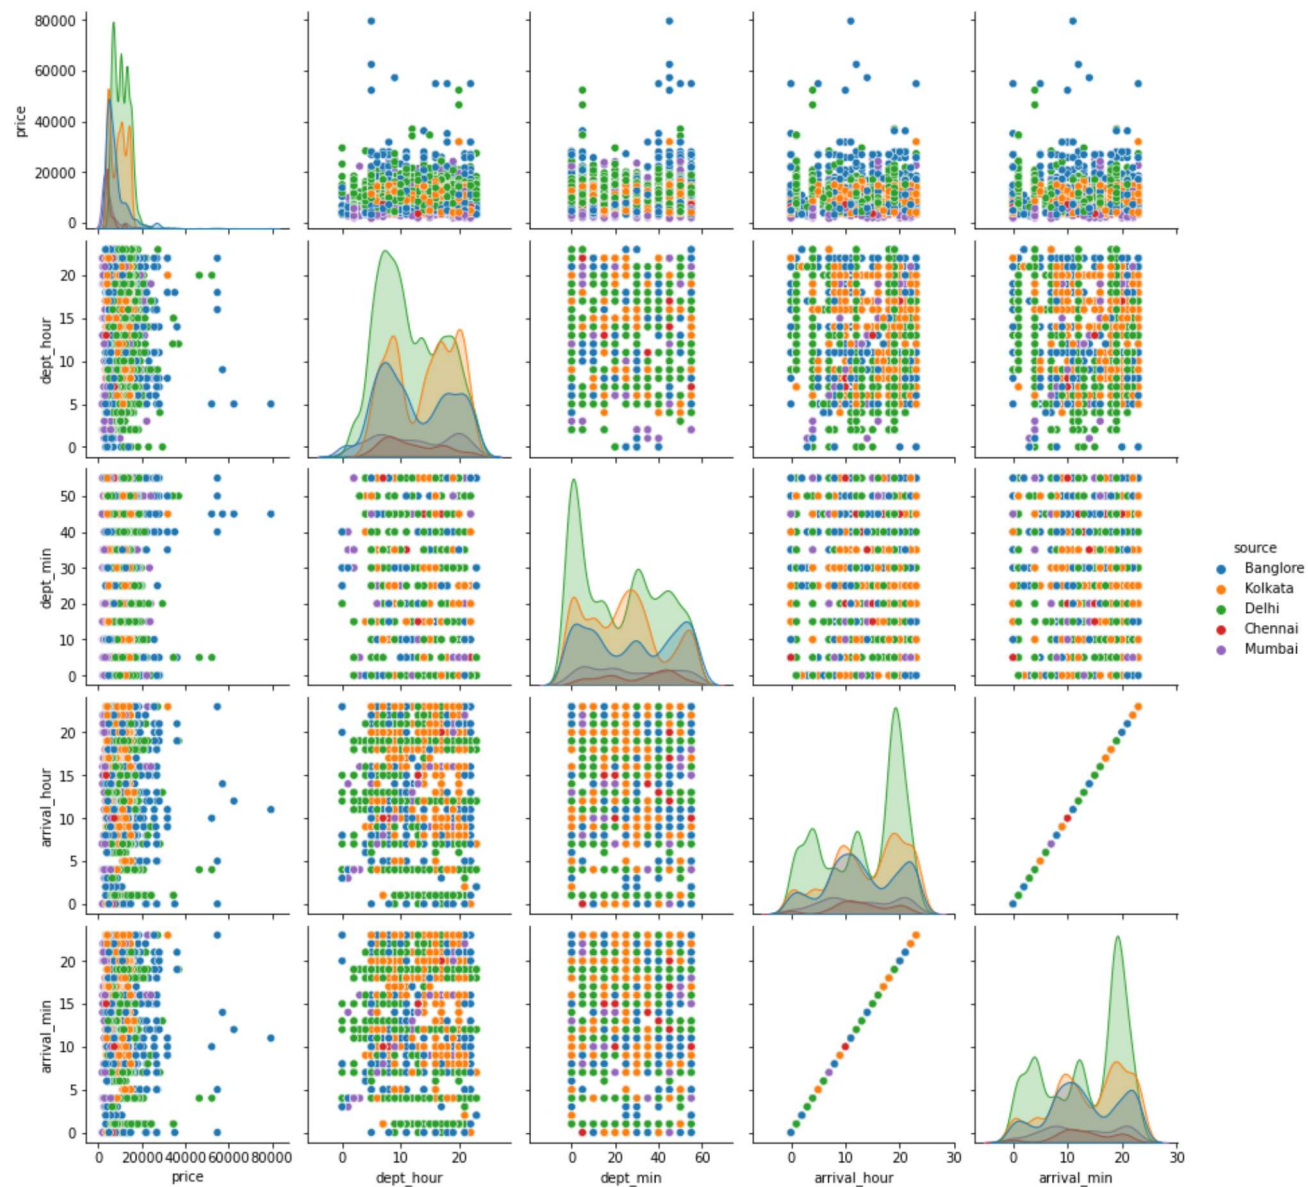 80000
60000
40000
20000
0
price
20
15
10
5
0
dept_hour
50
40
30
20
10
0
dept_min
source
Banglore
Kolkata
Delhi
Chennai
Mumbai
20
15
10
5
0
arrival_hour
20
15
10
5
0
arrival_min
0 20000 40000 60000 80000
price
0 10 20
dept_hour
0 20 40 60
dept_min
0 10 20 30
arrival_hour
0 10 20 30
arrival_min